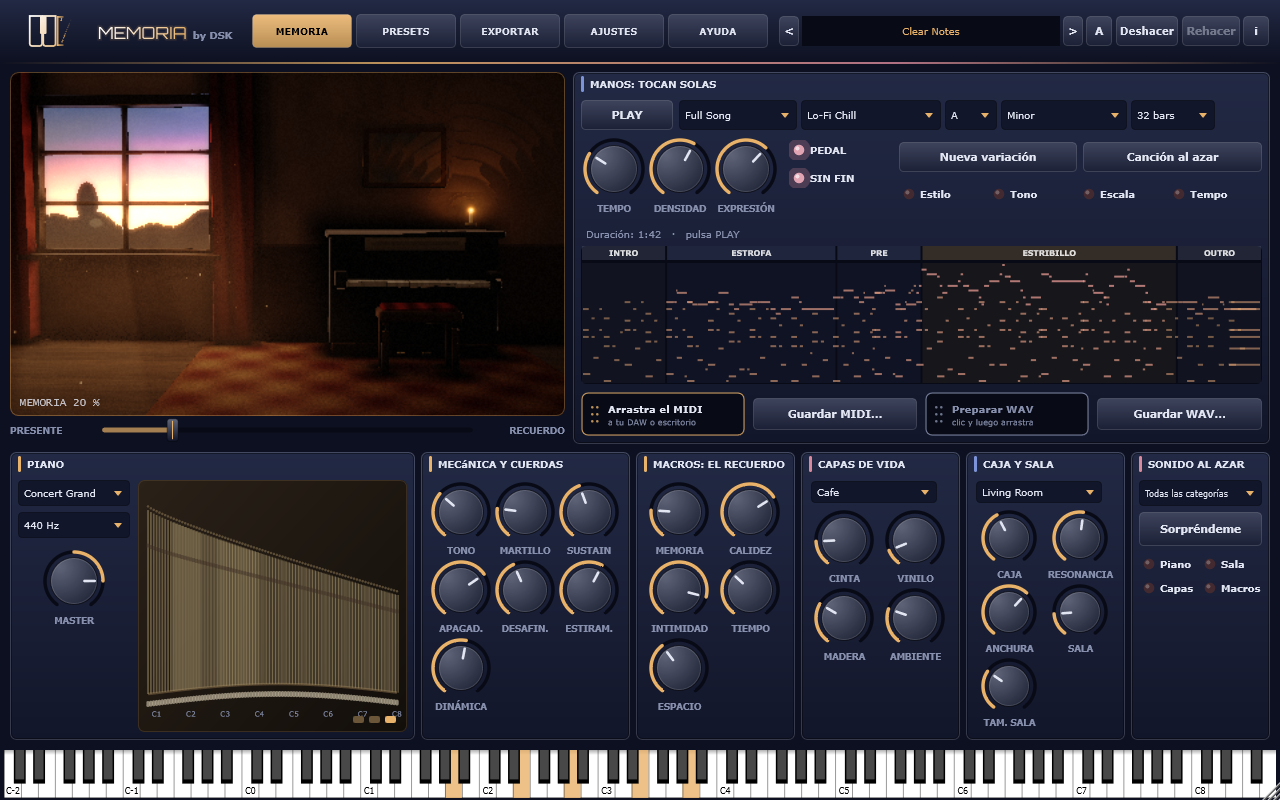 MEMORIA by DSK
MEMORIA
PRESETS
EXPORTAR
AJUSTES
AYUDA
<
Clear Notes
>
A
Deshacer
Rehacer
i
MEMORIA 20 %
PRESENTE
RECUERDO
MANOS: TOCAN SOLAS
PLAY
Full Song
Lo-Fi Chill
A
Minor
32 bars
TEMPO
DENSIDAD
EXPRESIÓN
PEDAL
SIN FIN
Nueva variación
Canción al azar
Estilo
Tono
Escala
Tempo
Duración: 1:42 · pulsa PLAY
INTRO
ESTROFA
PRE
ESTRIBILLO
OUTRO
Arrastra el MIDI
a tu DAW o escritorio
Guardar MIDI...
Preparar WAV
clic y luego arrastra
Guardar WAV...
PIANO
Concert Grand
440 Hz
MASTER
C1 C2 C3 C4 C5 C6 C7 C8
MECáNICA Y CUERDAS
TONO
MARTILLO
SUSTAIN
APAGAD.
DESAFIN.
ESTIRAM.
DINÁMICA
MACROS: EL RECUERDO
MEMORIA
CALIDEZ
INTIMIDAD
TIEMPO
ESPACIO
CAPAS DE VIDA
Cafe
CINTA
VINILO
MADERA
AMBIENTE
CAJA Y SALA
Living Room
CAJA
RESONANCIA
ANCHURA
SALA
TAM. SALA
SONIDO AL AZAR
Todas las categorías
Sorpréndeme
Piano
Sala
Capas
Macros
C-2 C-1 C0 C1 C2 C3 C4 C5 C6 C7 C8